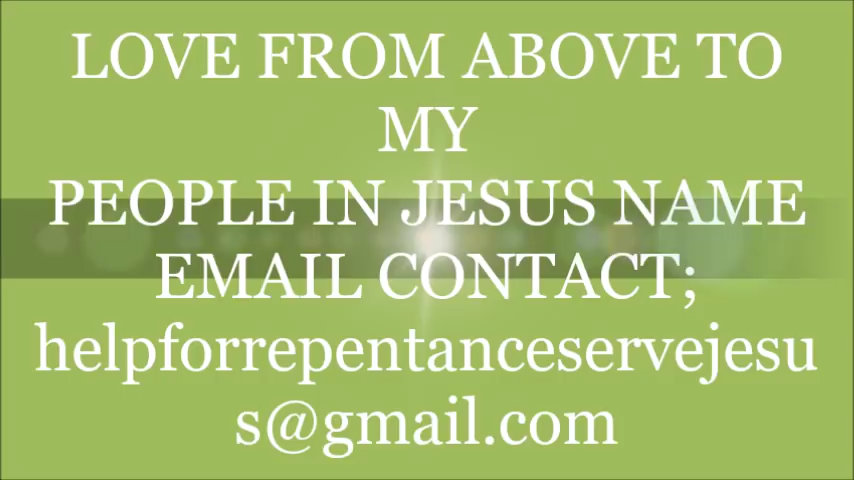 LOVE FROM ABOVE TO
MY
PEOPLE IN JESUS NAME
EMAIL CONTACT;
helpforrepentanceservejesu
s@gmail.com